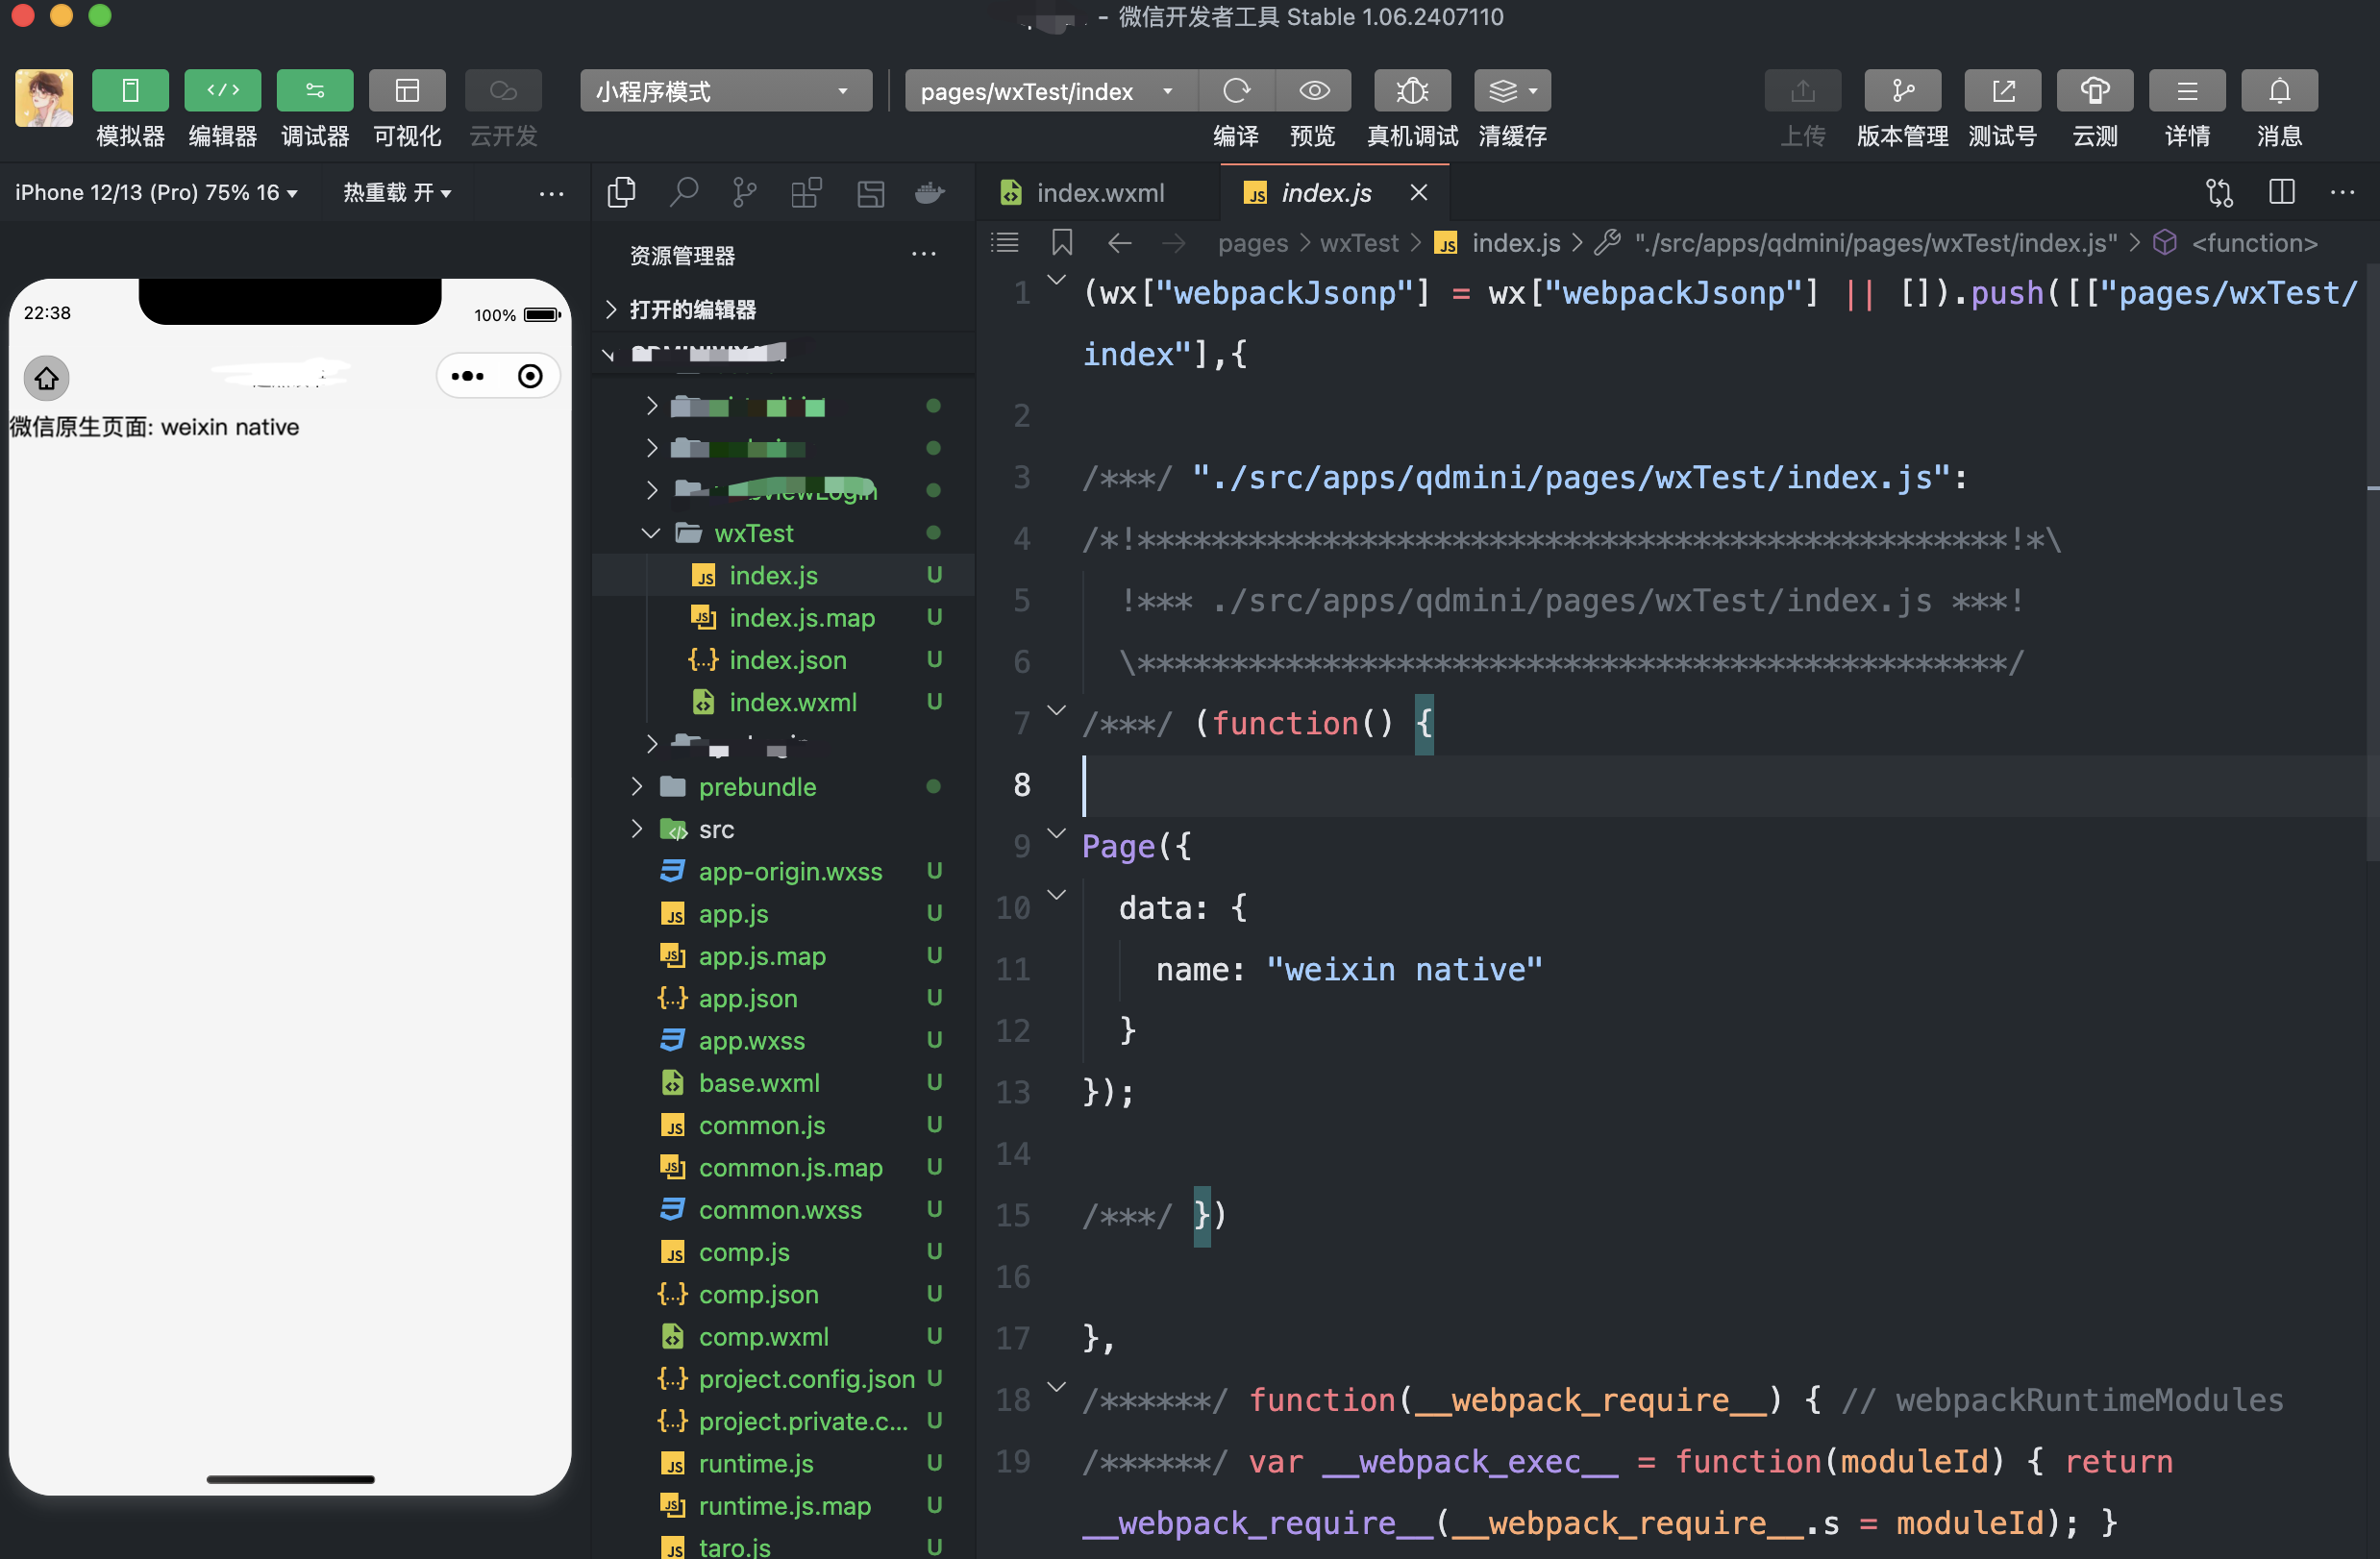 - 微信开发者工具 Stable 1.06.2407110
模拟器 编辑器 调试器 可视化 云开发
小程序模式
pages/wxTest/index
编译 预览 真机调试 清缓存
上传 版本管理 测试号 云测 详情 消息
iPhone 12/13 (Pro) 75% 16 热重载 开
22:38
100%
微信原生页面: weixin native
资源管理器
打开的编辑器
wxTest
index.js U
index.js.map U
index.json U
index.wxml U
prebundle
src
app-origin.wxss U
app.js U
app.js.map U
app.json U
app.wxss U
base.wxml U
common.js U
common.js.map U
common.wxss U
comp.js U
comp.json U
comp.wxml U
project.config.json U
project.private.c... U
runtime.js U
runtime.js.map U
taro.js U
index.wxml
JS index.js
pages > wxTest > JS index.js > "./src/apps/qdmini/pages/wxTest/index.js" > <function>
1 (wx["webpackJsonp"] = wx["webpackJsonp"] || []).push([["pages/wxTest/
index"],{
2
3 /***/ "./src/apps/qdmini/pages/wxTest/index.js":
4 /*!***********************************************!*\
5 !*** ./src/apps/qdmini/pages/wxTest/index.js ***!
6 \***********************************************/
7 /***/ (function() {
8
9 Page({
10 data: {
11 name: "weixin native"
12 }
13 });
14
15 /***/ })
16
17 },
18 /******/ function(__webpack_require__) { // webpackRuntimeModules
19 /******/ var __webpack_exec__ = function(moduleId) { return
__webpack_require__(__webpack_require__.s = moduleId); }